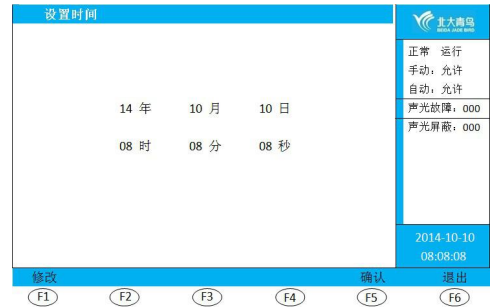 设置时间
北大青鸟
BEIDA JADE BIRD
正常 运行
手动：允许
自动：允许
声光故障：000
声光屏蔽：000
14 年 10 月 10 日
08 时 08 分 08 秒
2014-10-10
08:08:08
修改 确认 退出
F1 F2 F3 F4 F5 F6